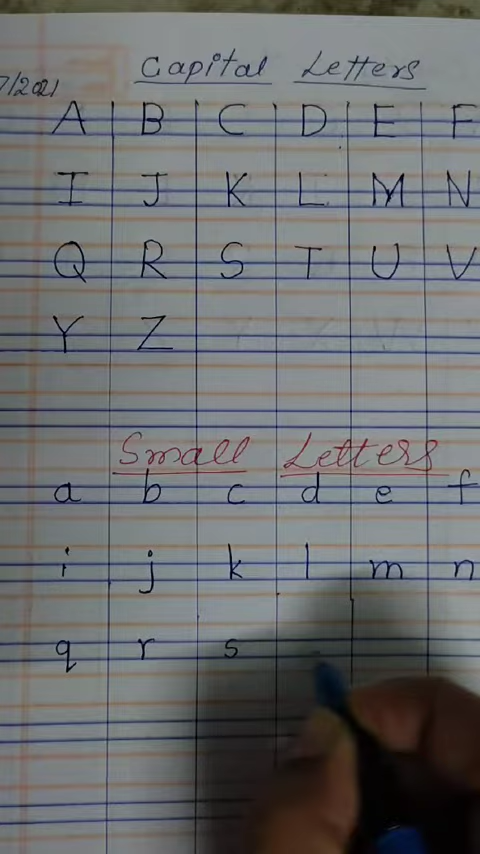 Capital Letters
7/2021
A B C D E F
I J K L M N
Q R S T U V
Y Z
Small Letters
a b c d e f
i j k l m n
q r s